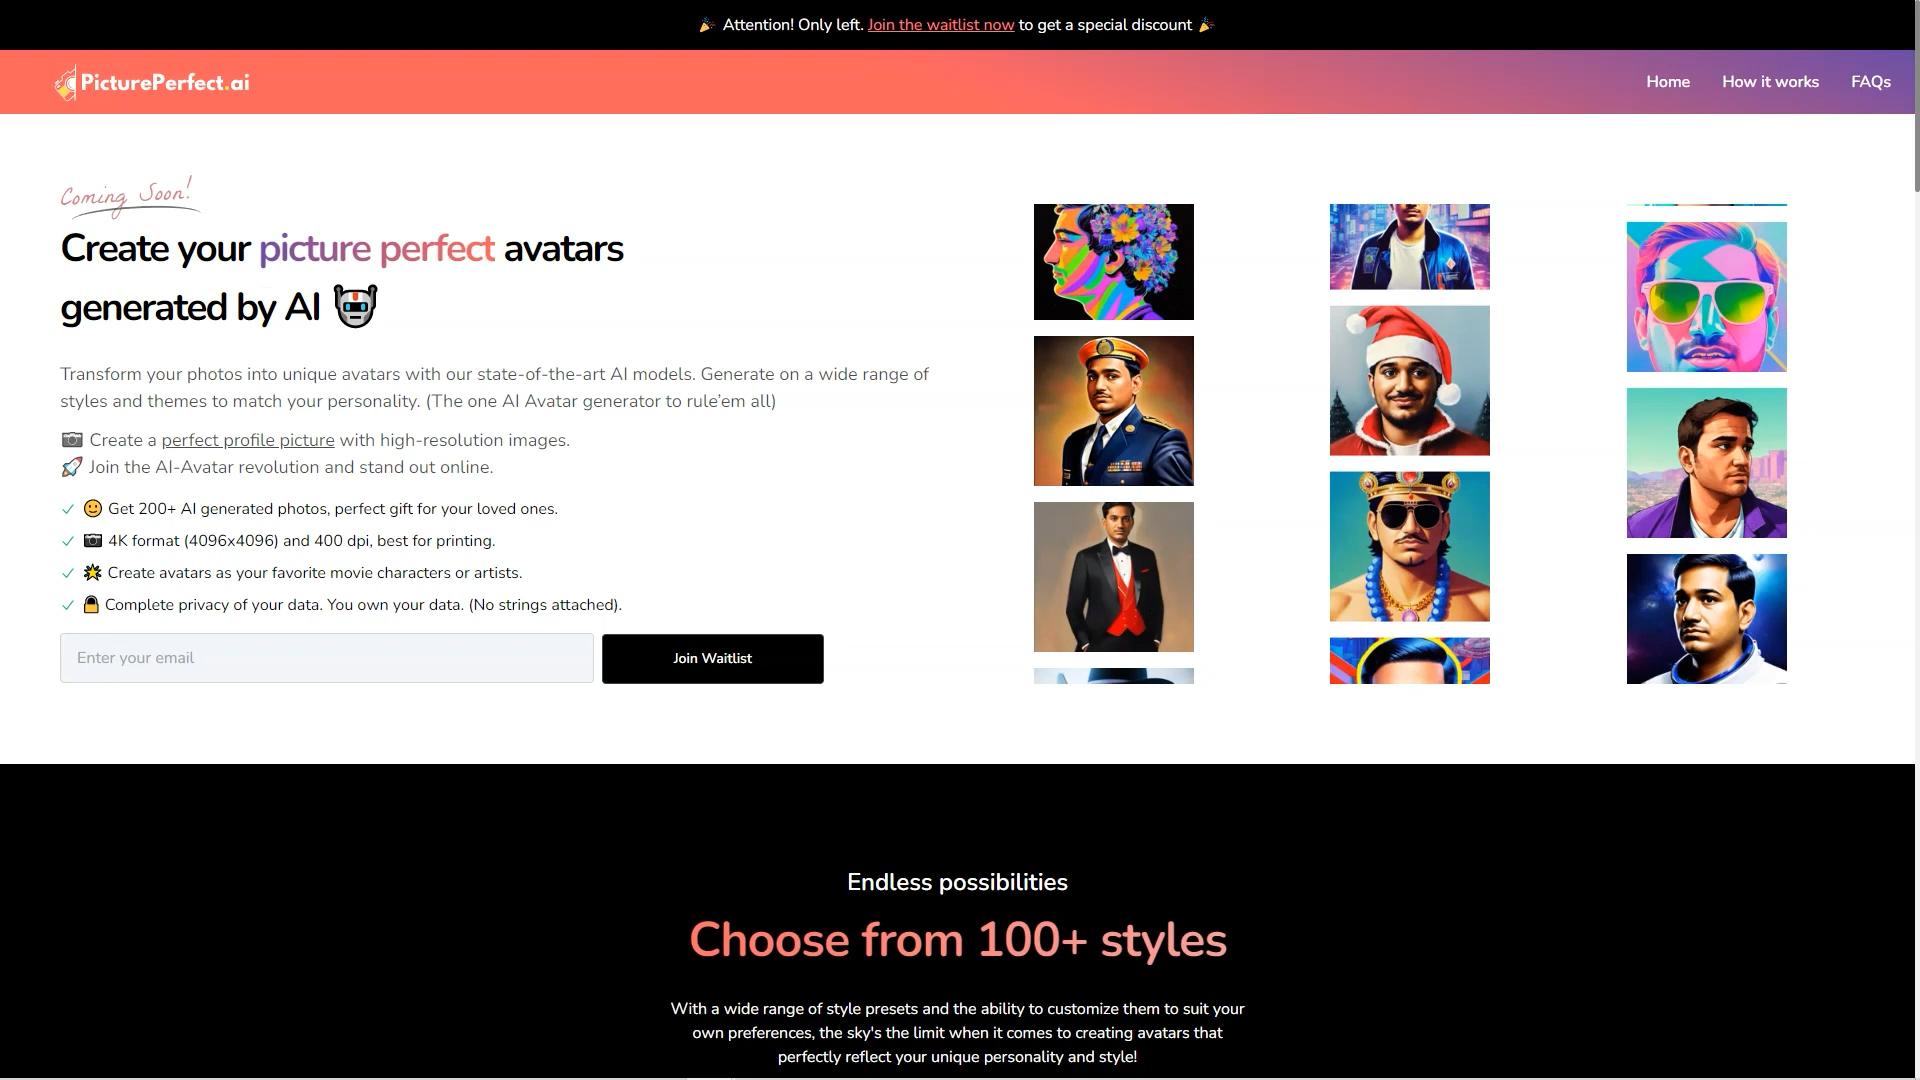 🎉 Attention! Only left. Join the waitlist now to get a special discount 🎉
PicturePerfect.ai
Home
How it works
FAQs
Coming Soon!
Create your picture perfect avatars
generated by AI 🤖
Transform your photos into unique avatars with our state-of-the-art AI models. Generate on a wide range of
styles and themes to match your personality. (The one AI Avatar generator to rule’em all)
📷 Create a perfect profile picture with high-resolution images.
🚀 Join the AI-Avatar revolution and stand out online.
✓ 🙂 Get 200+ AI generated photos, perfect gift for your loved ones.
✓ 📷 4K format (4096x4096) and 400 dpi, best for printing.
✓ 🌟 Create avatars as your favorite movie characters or artists.
✓ 🔒 Complete privacy of your data. You own your data. (No strings attached).
Enter your email
Join Waitlist
Endless possibilities
Choose from 100+ styles
With a wide range of style presets and the ability to customize them to suit your
own preferences, the sky's the limit when it comes to creating avatars that
perfectly reflect your unique personality and style!